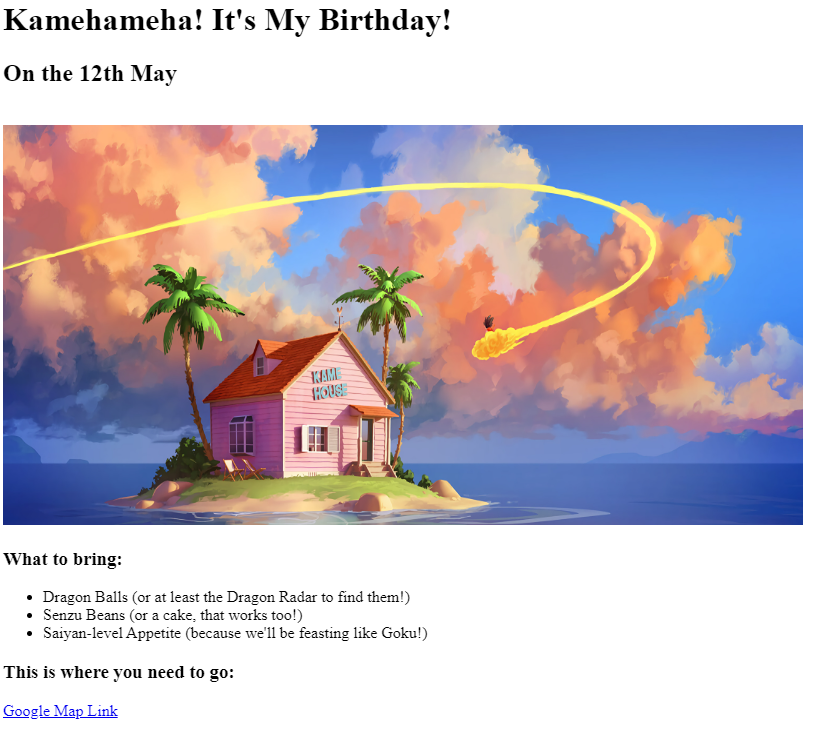 Kamehameha! It's My Birthday!
On the 12th May
KAME
HOUSE
What to bring:
Dragon Balls (or at least the Dragon Radar to find them!)
Senzu Beans (or a cake, that works too!)
Saiyan-level Appetite (because we'll be feasting like Goku!)
This is where you need to go:
Google Map Link